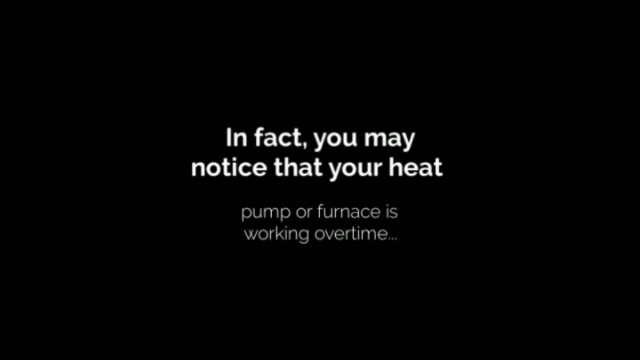 In fact, you may
notice that your heat
pump or furnace is
working overtime...